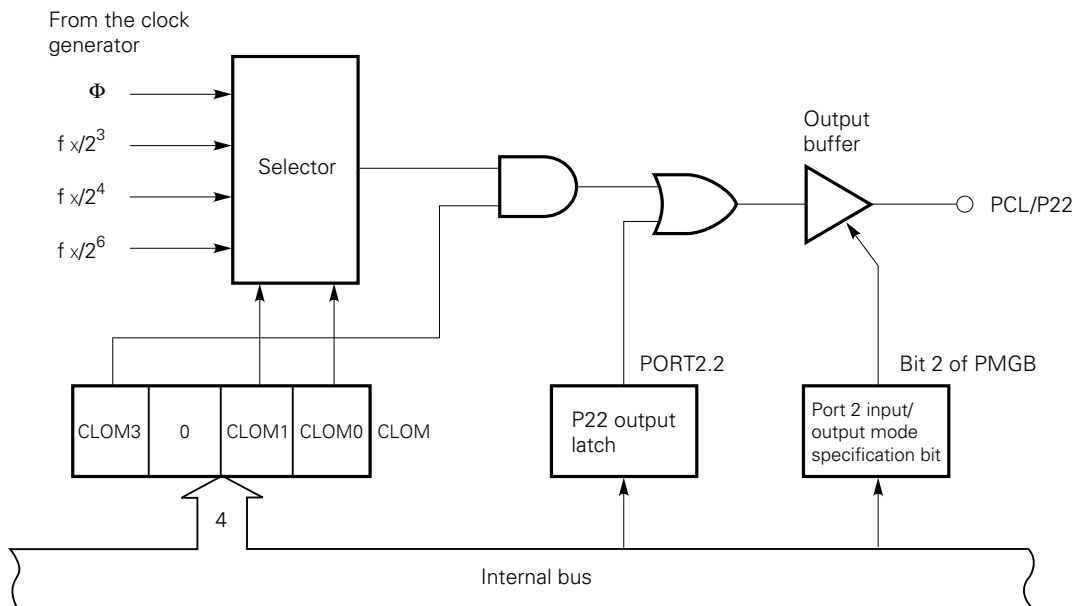 From the clock
generator
Φ
f x/2³
f x/2⁴
f x/2⁶
Selector
Output
buffer
PCL/P22
PORT2.2
Bit 2 of PMGB
CLOM3 0 CLOM1 CLOM0 CLOM
P22 output
latch
Port 2 input/
output mode
specification bit
4
Internal bus